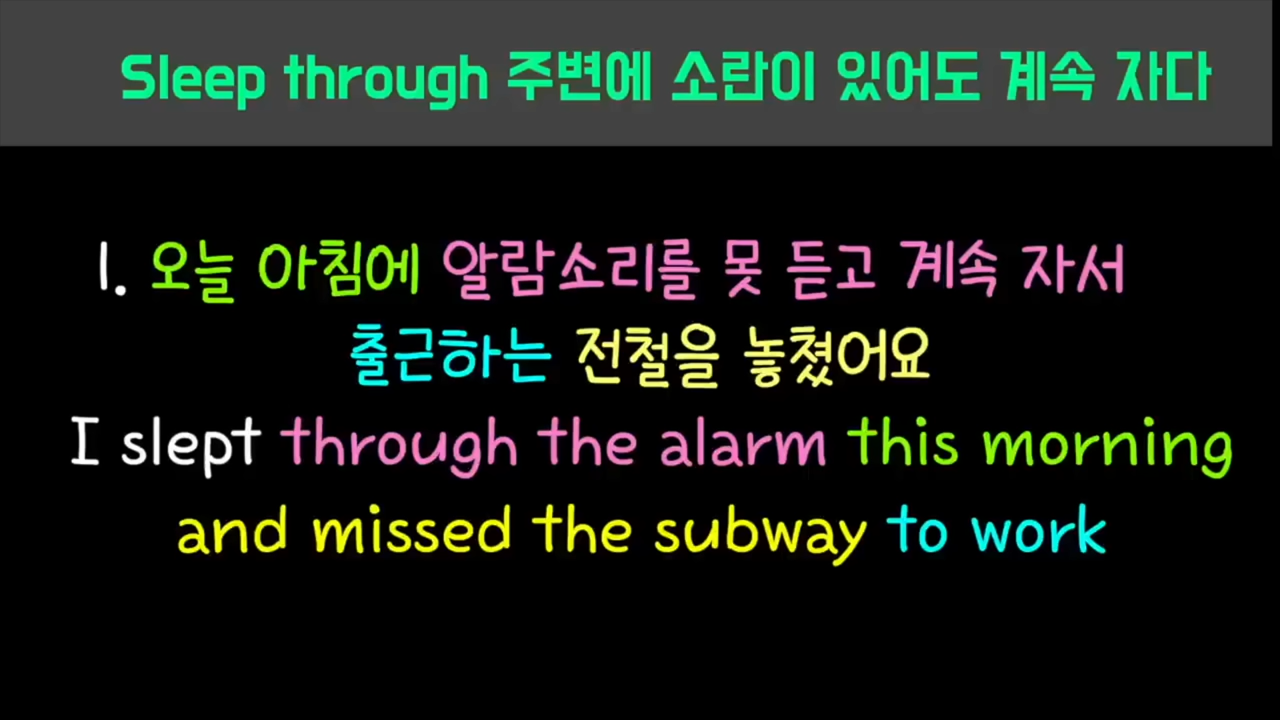 Sleep through 주변에 소란이 있어도 계속 자다
1. 오늘 아침에 알람소리를 못 듣고 계속 자서
출근하는 전철을 놓쳤어요
I slept through the alarm this morning
and missed the subway to work